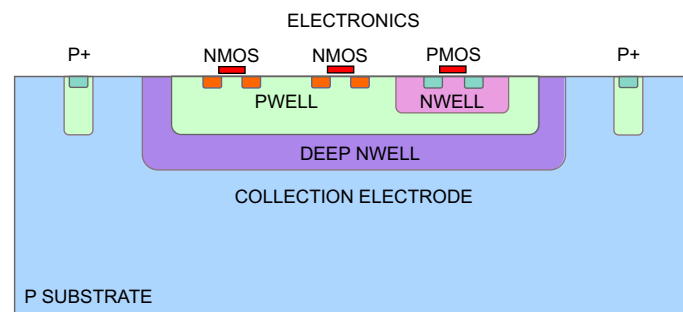 ELECTRONICS
P+ NMOS NMOS PMOS P+
PWELL NWELL
DEEP NWELL
COLLECTION ELECTRODE
P SUBSTRATE